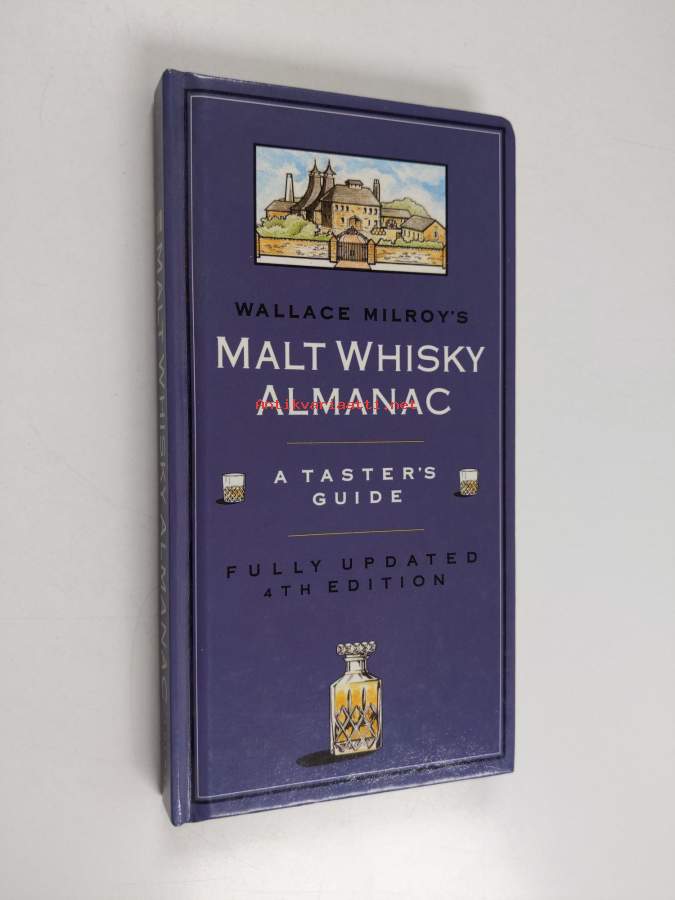 WALLACE MILROY'S
MALT WHISKY
ALMANAC
Antikvariaatti.net
A TASTER'S
GUIDE
FULLY UPDATED
4TH EDITION
MALT WHISKY ALMANAC